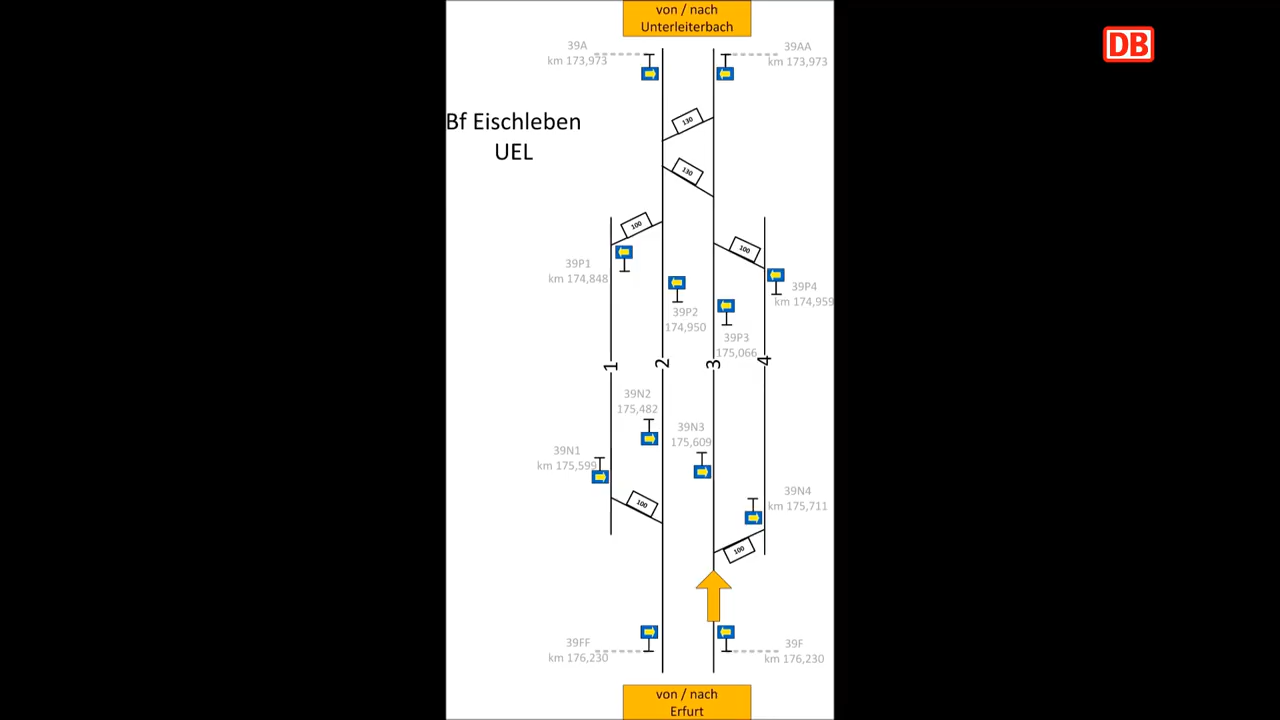 von / nach
Unterleiterbach
DB
39A
km 173,973
39AA
km 173,973
130
Bf Eischleben
UEL
130
100
100
39P1
km 174,848
39P4
km 174,959
39P2
174,950
39P3
175,066
1
2
3
4
39N2
175,482
39N3
175,609
39N1
km 175,599
39N4
km 175,711
100
100
39FF
km 176,230
39F
km 176,230
von / nach
Erfurt